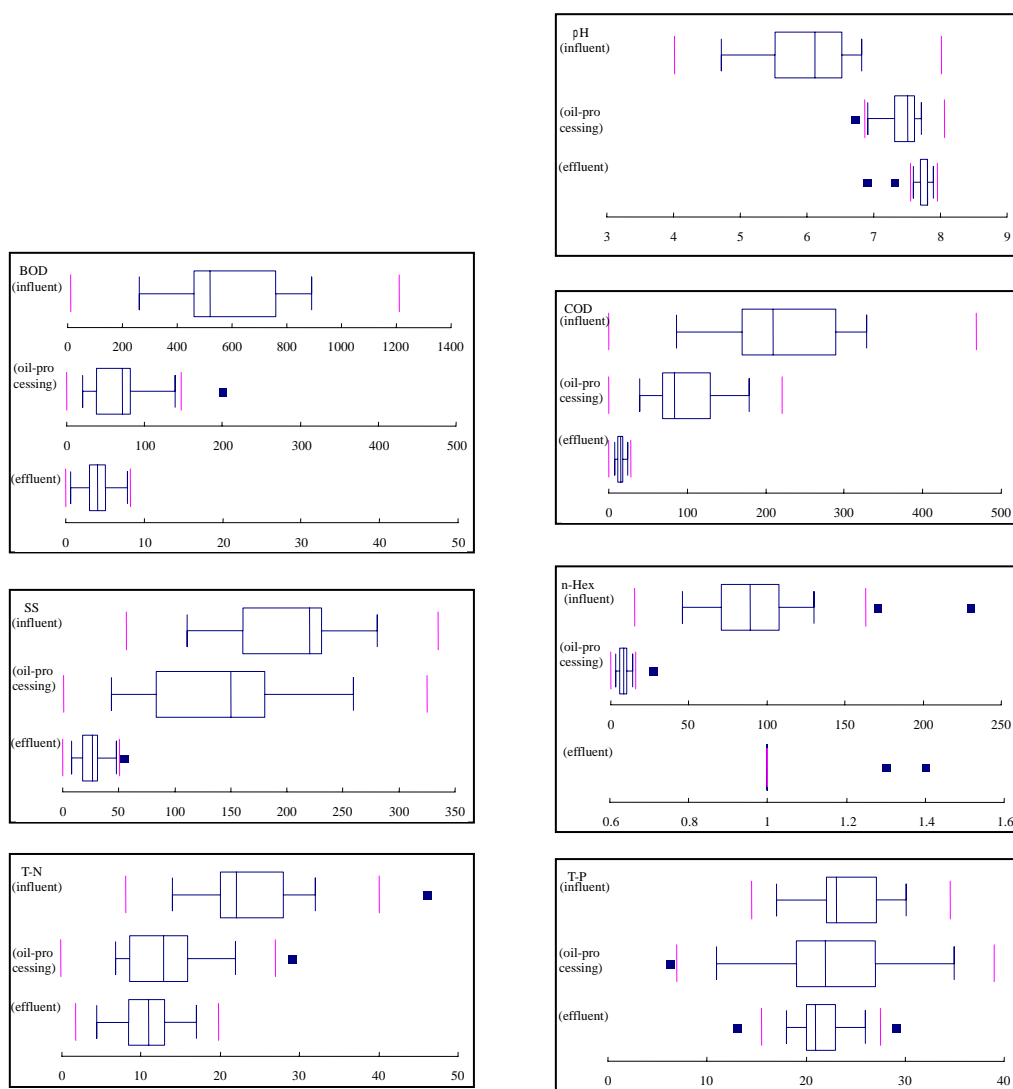 pH
(influent)
(oil-pro
cessing)
(effluent)
3 4 5 6 7 8 9
BOD
(influent)
0 200 400 600 800 1000 1200 1400
(oil-pro
cessing)
0 100 200 300 400 500
(effluent)
0 10 20 30 40 50
COD
(influent)
(oil-pro
cessing)
(effluent)
0 100 200 300 400 500
SS
(influent)
(oil-pro
cessing)
(effluent)
0 50 100 150 200 250 300 350
n-Hex
(influent)
(oil-pro
cessing)
0 50 100 150 200 250
(effluent)
0.6 0.8 1 1.2 1.4 1.6
T-N
(influent)
(oil-pro
cessing)
(effluent)
0 10 20 30 40 50
T-P
(influent)
(oil-pro
cessing)
(effluent)
0 10 20 30 40